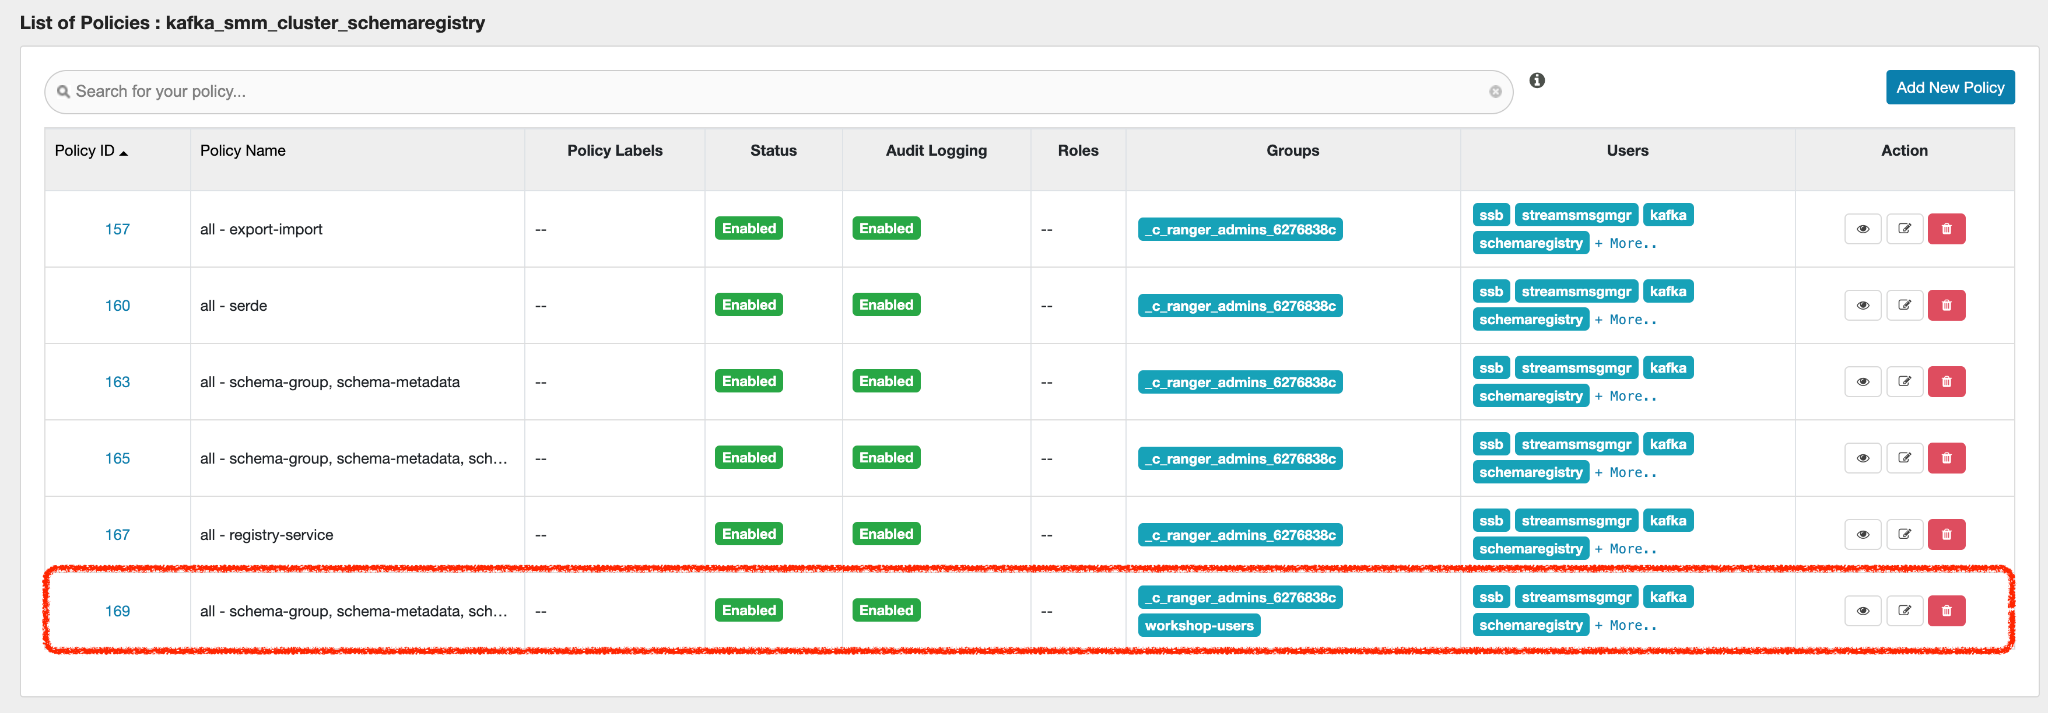 List of Policies : kafka_smm_cluster_schemaregistry
Search for your policy...
Add New Policy
Policy ID Policy Name Policy Labels Status Audit Logging Roles Groups Users Action
157 all - export-import -- Enabled Enabled -- _c_ranger_admins_6276838c ssb streamsmsgmgr kafka
schemaregistry + More..
160 all - serde -- Enabled Enabled -- _c_ranger_admins_6276838c ssb streamsmsgmgr kafka
schemaregistry + More..
163 all - schema-group, schema-metadata -- Enabled Enabled -- _c_ranger_admins_6276838c ssb streamsmsgmgr kafka
schemaregistry + More..
165 all - schema-group, schema-metadata, sch... -- Enabled Enabled -- _c_ranger_admins_6276838c ssb streamsmsgmgr kafka
schemaregistry + More..
167 all - registry-service -- Enabled Enabled -- _c_ranger_admins_6276838c ssb streamsmsgmgr kafka
schemaregistry + More..
169 all - schema-group, schema-metadata, sch... -- Enabled Enabled -- _c_ranger_admins_6276838c ssb streamsmsgmgr kafka
workshop-users schemaregistry + More..